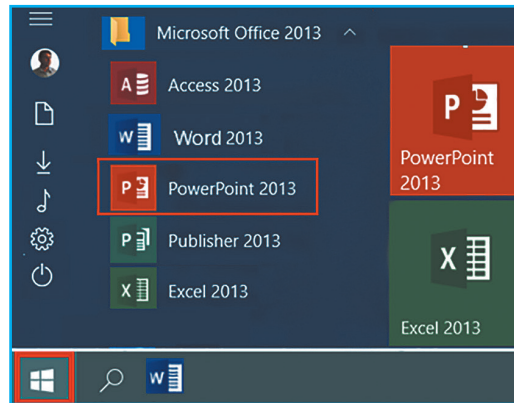 Microsoft Office 2013
A Access 2013
W Word 2013
P PowerPoint 2013
P Publisher 2013
X Excel 2013
P
PowerPoint
2013
X
Excel 2013
W